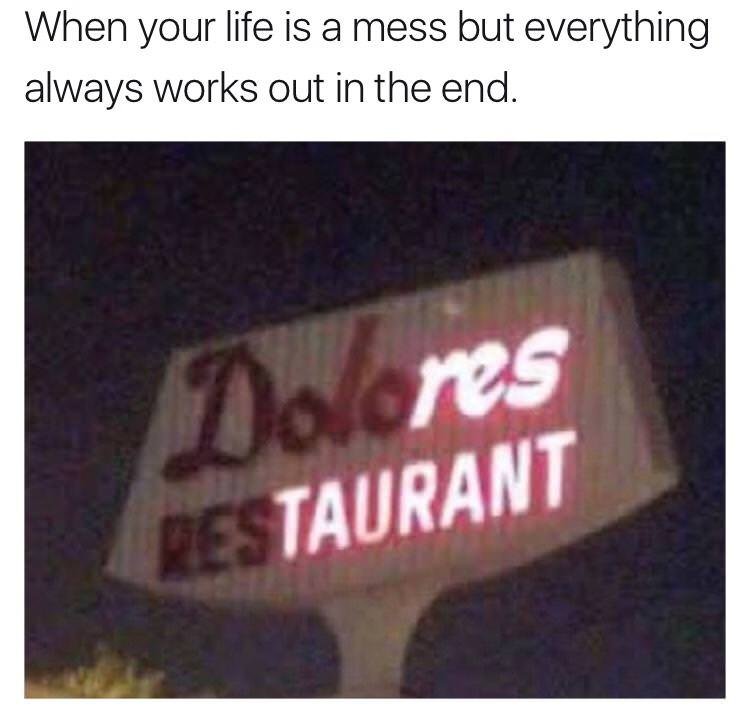 When your life is a mess but everything
always works out in the end.
Dolores
RESTAURANT